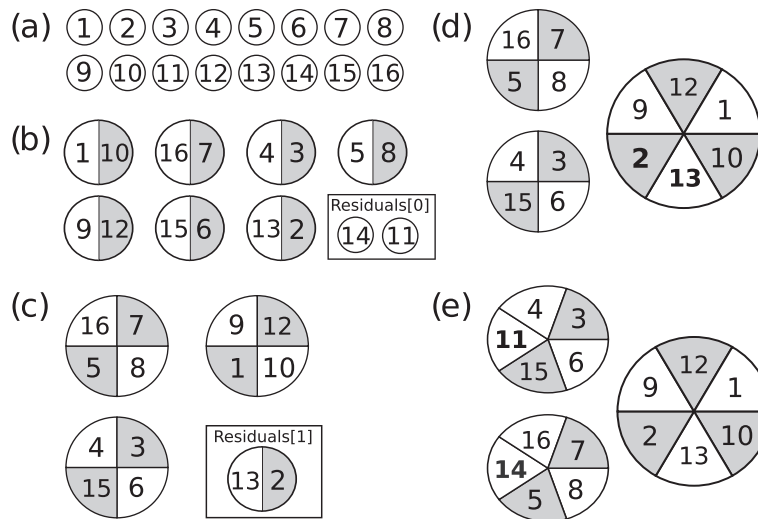 (a) 1 2 3 4 5 6 7 8
9 10 11 12 13 14 15 16
(b) 1 10 16 7 4 3 5 8
9 12 15 6 13 2
Residuals[0]
14 11
(c) 16 7 9 12
5 8 1 10
4 3
15 6
Residuals[1]
13 2
(d) 16 7
5 8
4 3
15 6
12
9 1
2 10
13
(e) 4 3
11 6
15
16 7
14 8
5
12
9 1
2 10
13